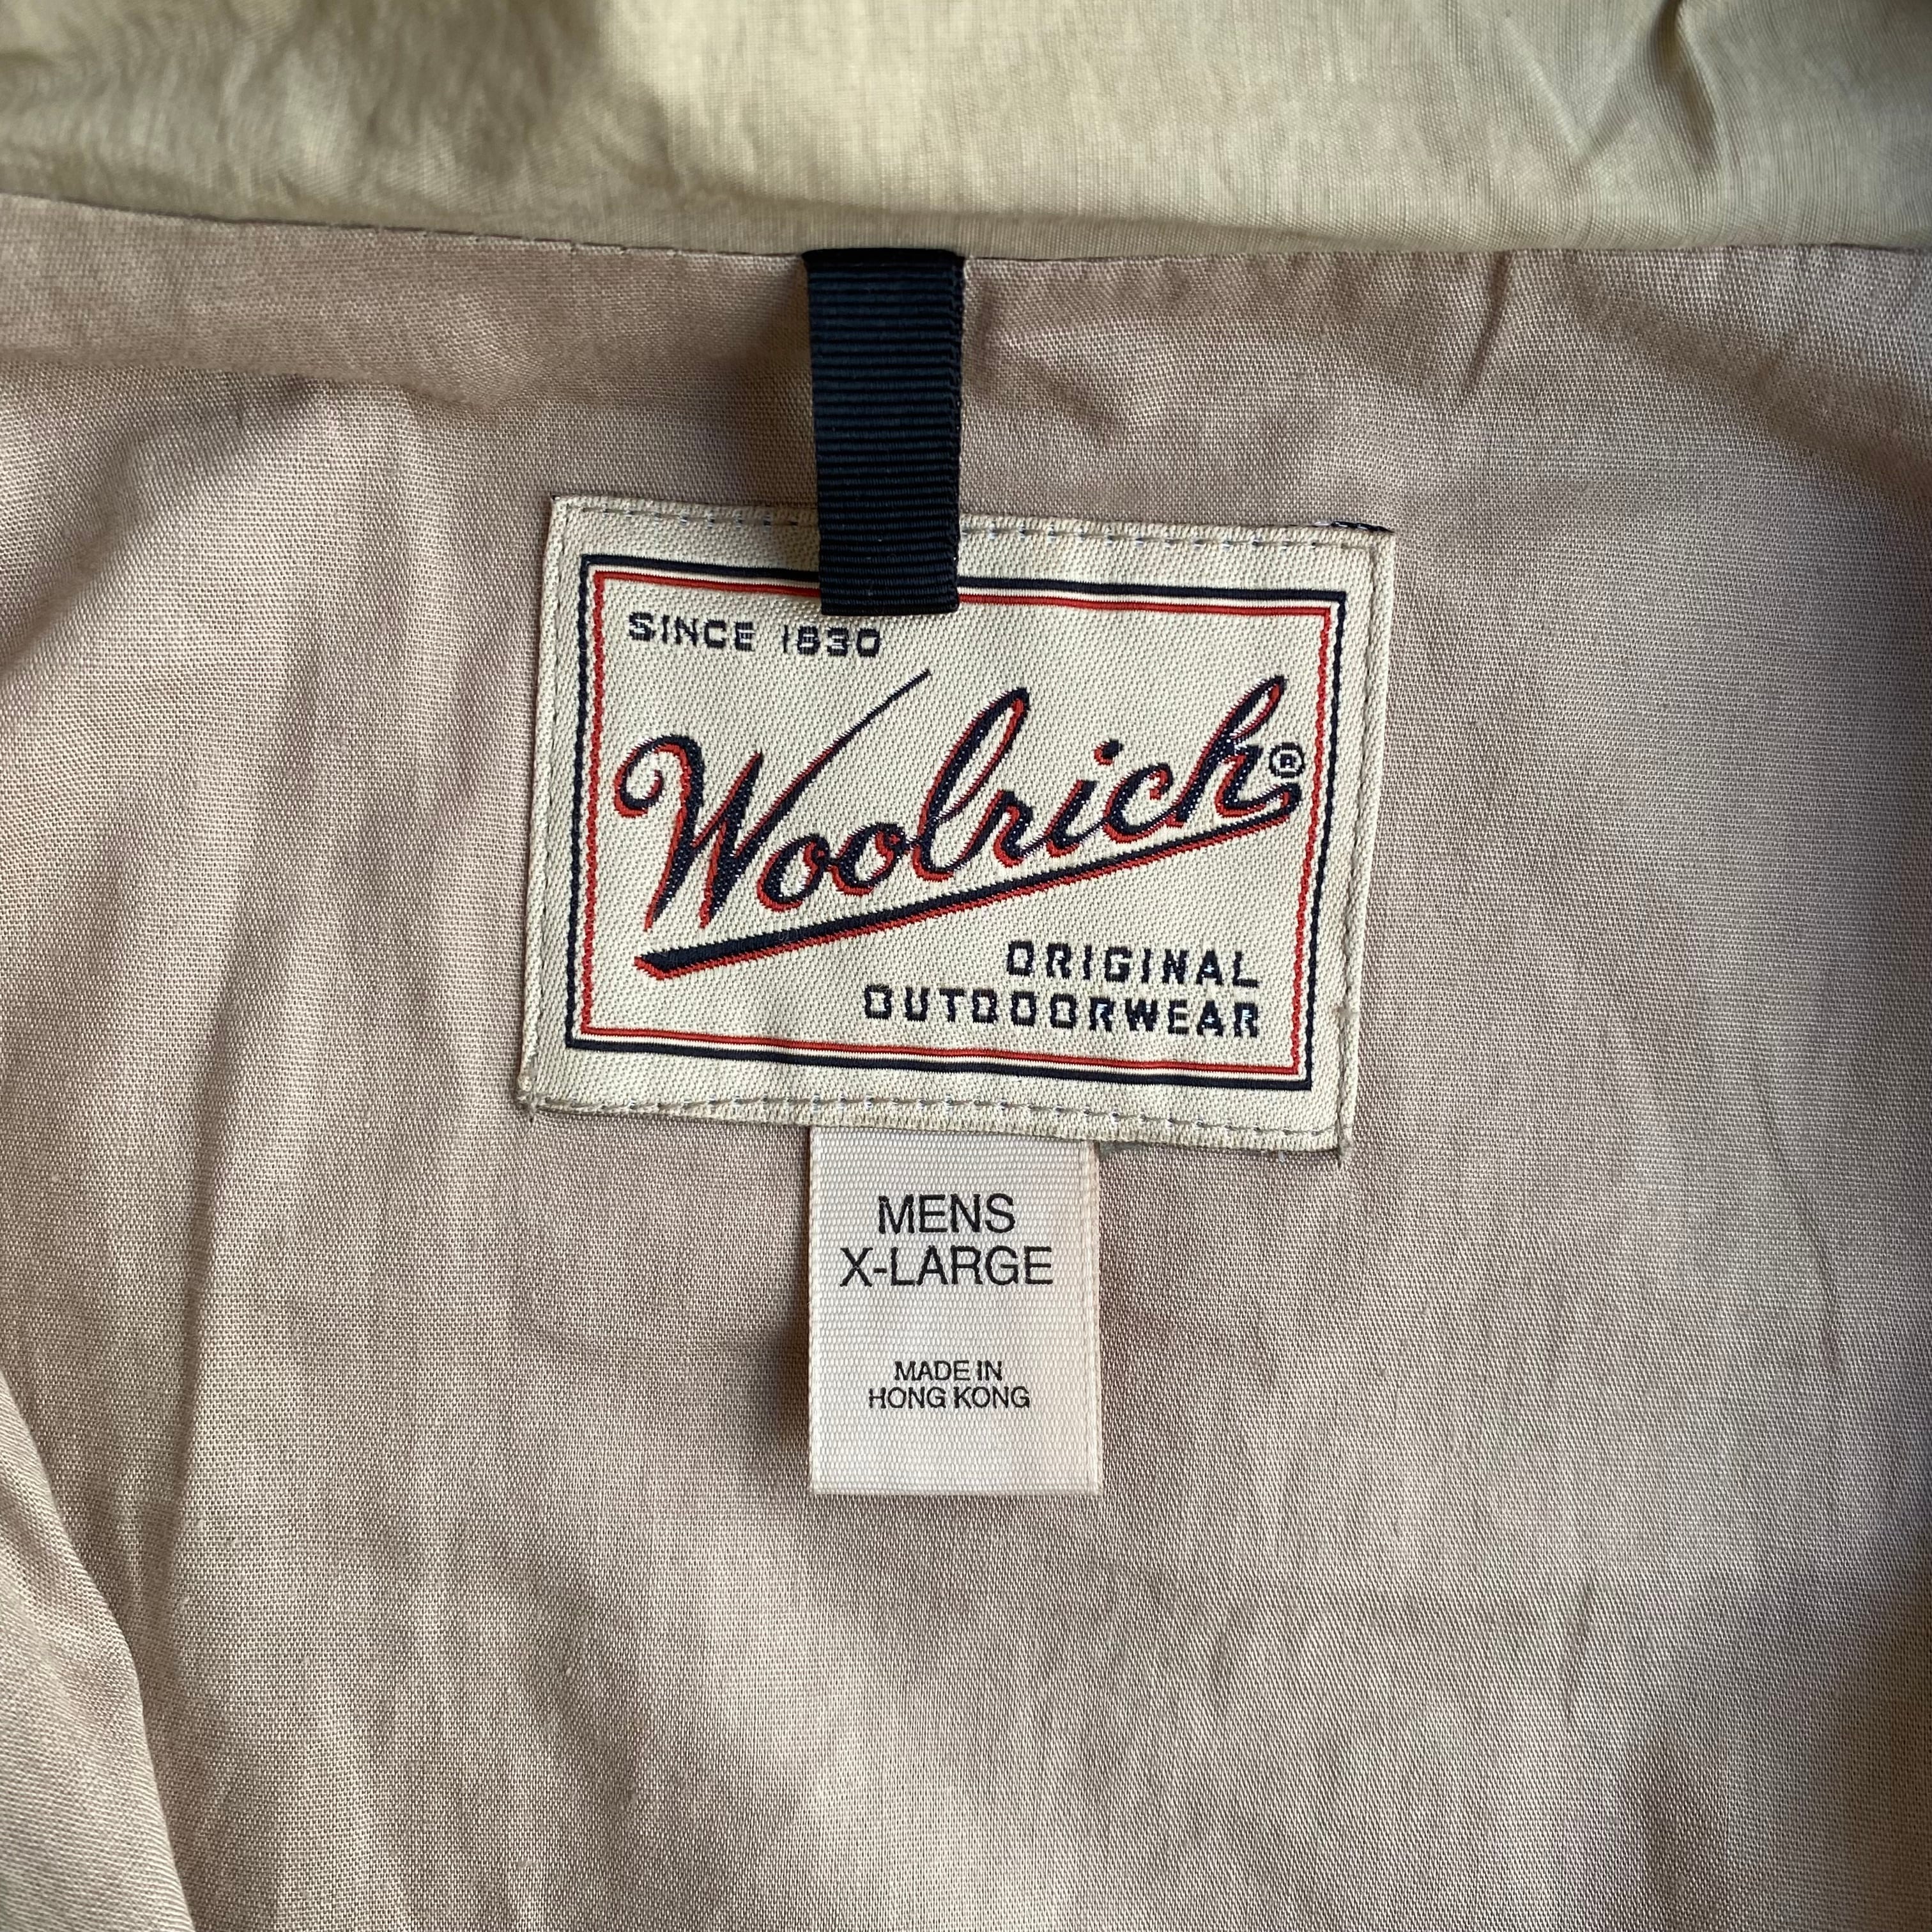 SINCE 1830
Woolrich®
ORIGINAL
OUTDOORWEAR
MENS
X-LARGE
MADE IN
HONG KONG